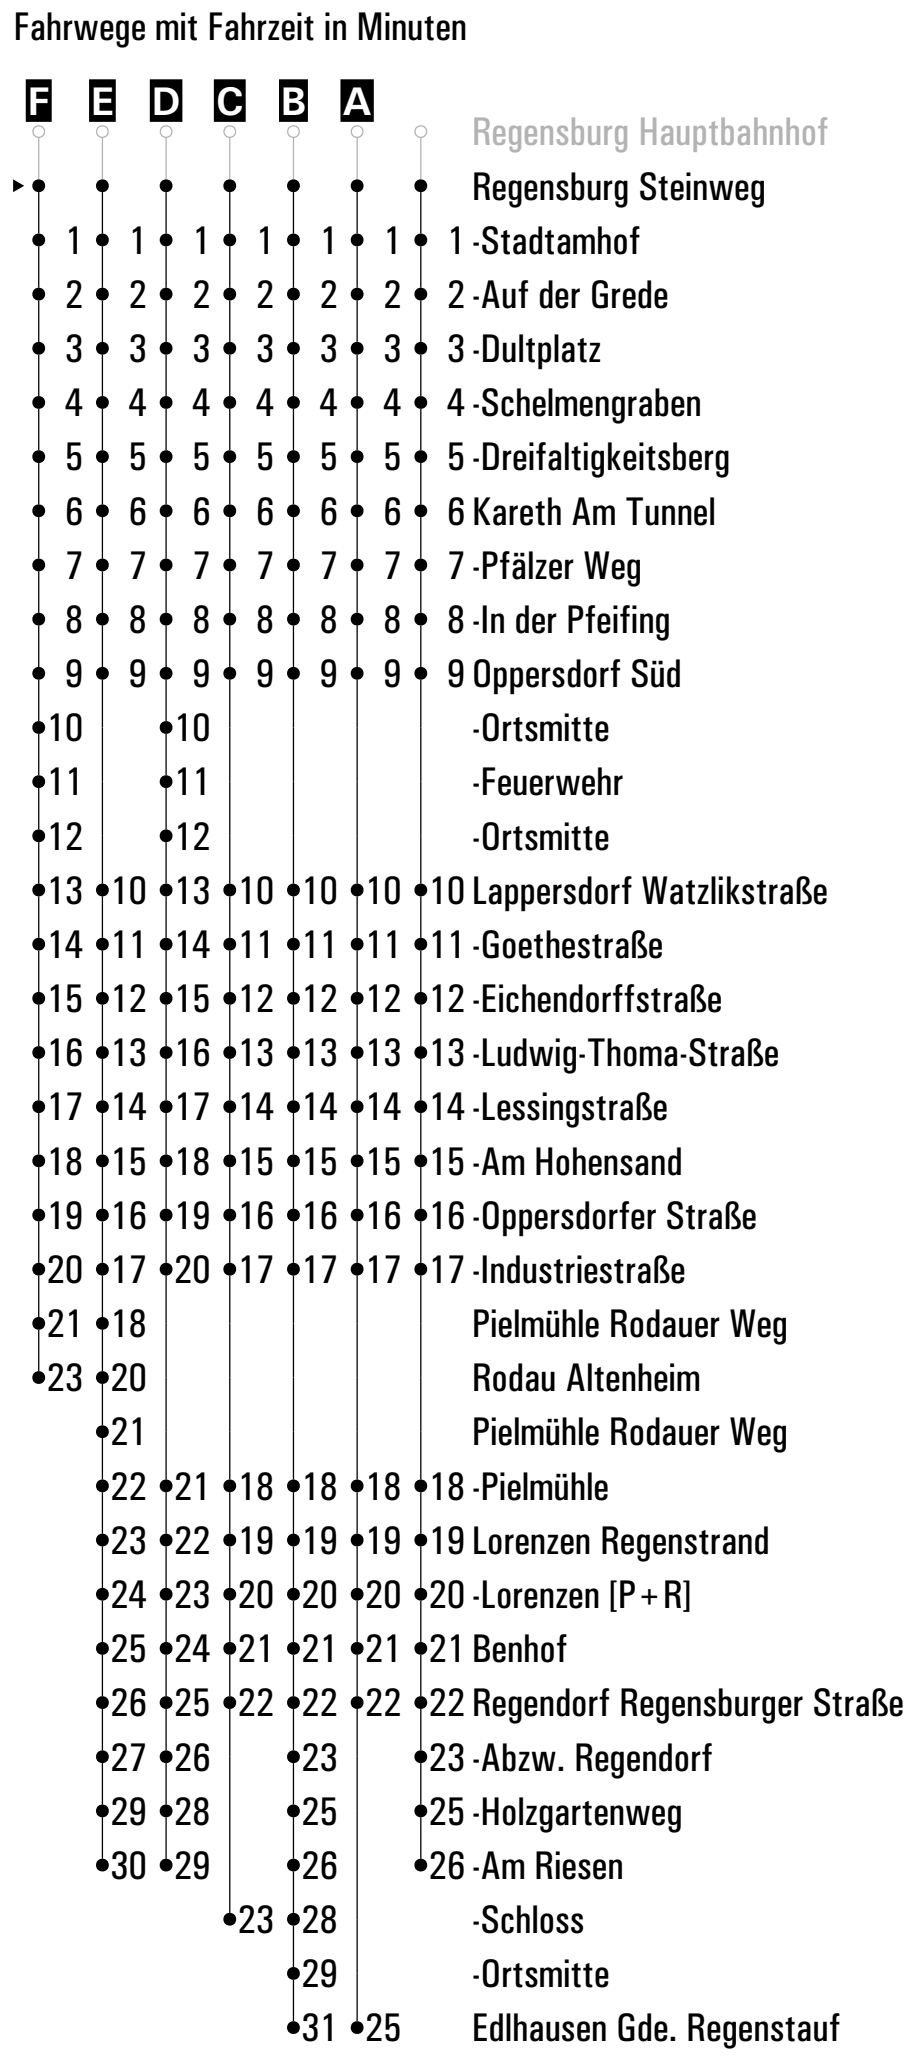 Fahrwege mit Fahrzeit in Minuten
F E D C B A
Regensburg Hauptbahnhof
Regensburg Steinweg
1 1 1 1 1 1 1 -Stadtamhof
2 2 2 2 2 2 2 -Auf der Grede
3 3 3 3 3 3 3 -Dultplatz
4 4 4 4 4 4 4 -Schelmengraben
5 5 5 5 5 5 5 -Dreifaltigkeitsberg
6 6 6 6 6 6 6 Kareth Am Tunnel
7 7 7 7 7 7 7 -Pfälzer Weg
8 8 8 8 8 8 8 -In der Pfeifing
9 9 9 9 9 9 9 Oppersdorf Süd
10 10 -Ortsmitte
11 11 -Feuerwehr
12 12 -Ortsmitte
13 10 13 10 10 10 10 Lappersdorf Watzlikstraße
14 11 14 11 11 11 11 -Goethestraße
15 12 15 12 12 12 12 -Eichendorffstraße
16 13 16 13 13 13 13 -Ludwig-Thoma-Straße
17 14 17 14 14 14 14 -Lessingstraße
18 15 18 15 15 15 15 -Am Hohensand
19 16 19 16 16 16 16 -Oppersdorfer Straße
20 17 20 17 17 17 17 -Industriestraße
21 18 Pielmühle Rodauer Weg
23 20 Rodau Altenheim
21 Pielmühle Rodauer Weg
22 21 18 18 18 18 -Pielmühle
23 22 19 19 19 19 Lorenzen Regenstrand
24 23 20 20 20 20 -Lorenzen [P+R]
25 24 21 21 21 21 Benhof
26 25 22 22 22 22 Regendorf Regensburger Straße
27 26 23 23 -Abzw. Regendorf
29 28 25 25 -Holzgartenweg
30 29 26 26 -Am Riesen
23 28 -Schloss
29 -Ortsmitte
31 25 Edlhausen Gde. Regenstauf